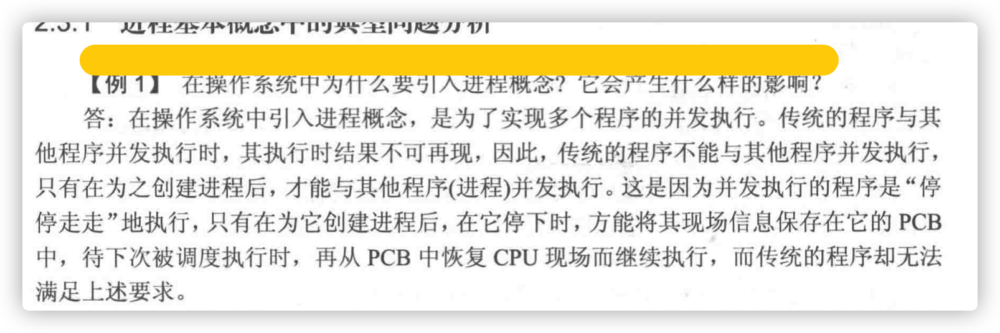 2.3.1 进程基本概念中的典型问题分析
【例 1】 在操作系统中为什么要引入进程概念？它会产生什么样的影响？
答：在操作系统中引入进程概念，是为了实现多个程序的并发执行。传统的程序与其
他程序并发执行时，其执行时结果不可再现，因此，传统的程序不能与其他程序并发执行，
只有在为之创建进程后，才能与其他程序(进程)并发执行。这是因为并发执行的程序是“停
停走走”地执行，只有在为它创建进程后，在它停下时，方能将其现场信息保存在它的 PCB
中，待下次被调度执行时，再从 PCB 中恢复 CPU 现场而继续执行，而传统的程序却无法
满足上述要求。